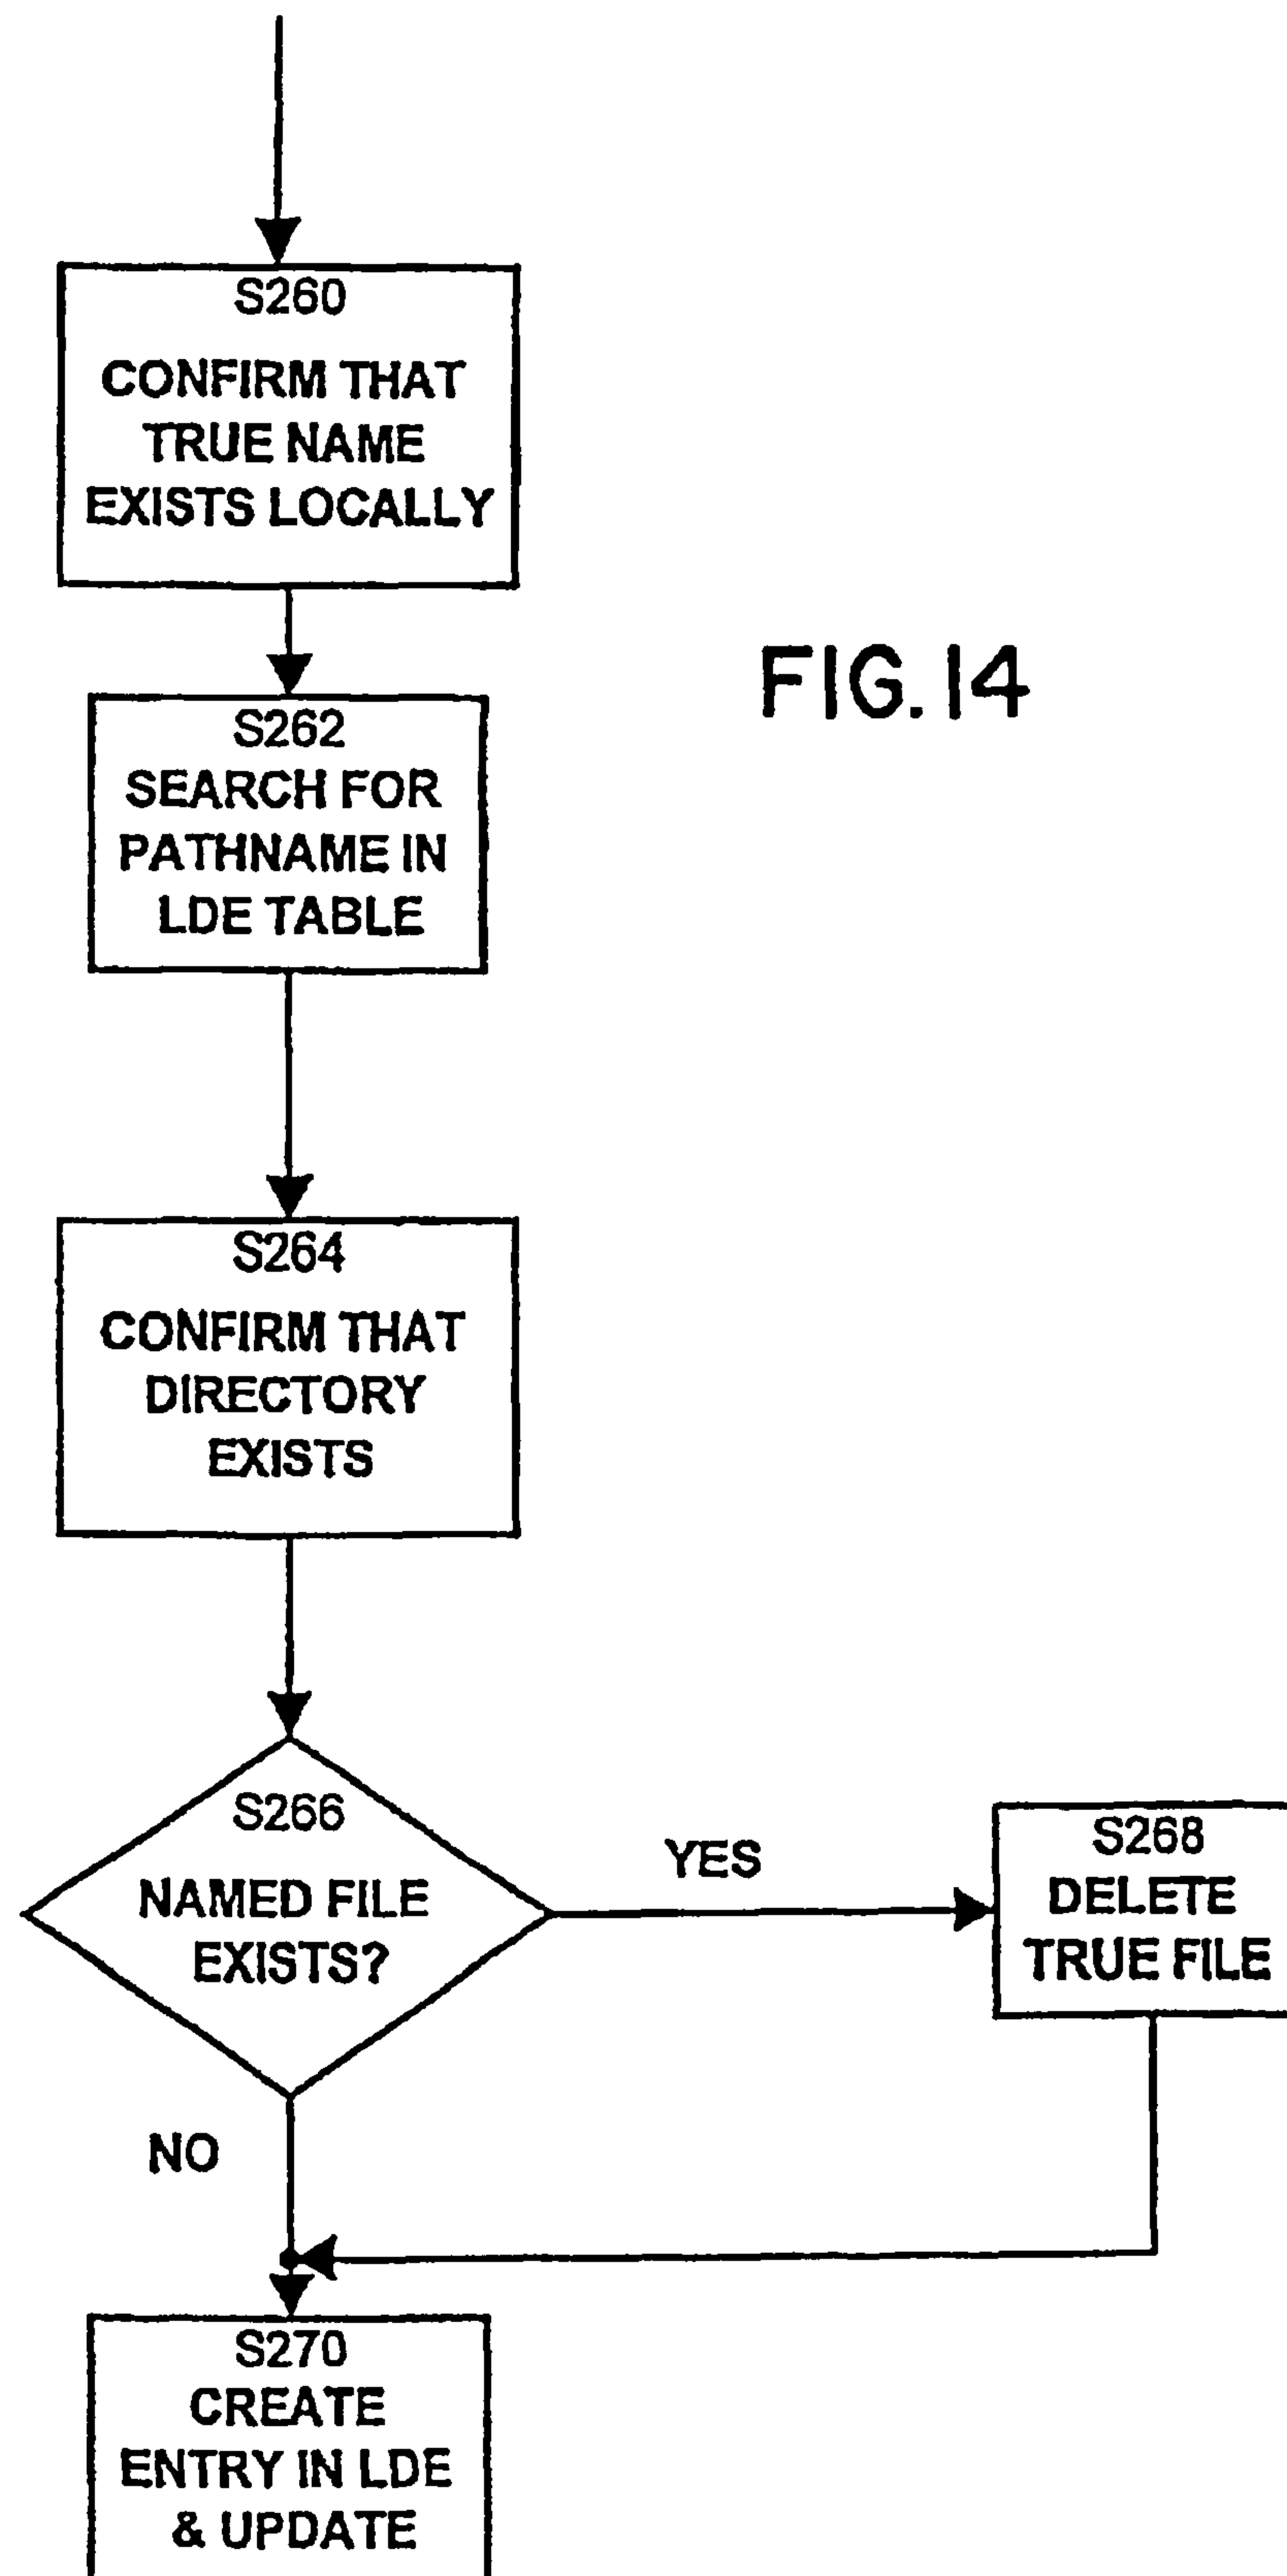 S260
CONFIRM THAT
TRUE NAME
EXISTS LOCALLY
FIG. 14
S262
SEARCH FOR
PATHNAME IN
LDE TABLE
S264
CONFIRM THAT
DIRECTORY
EXISTS
S266
NAMED FILE
EXISTS?
YES
S268
DELETE
TRUE FILE
NO
S270
CREATE
ENTRY IN LDE
& UPDATE